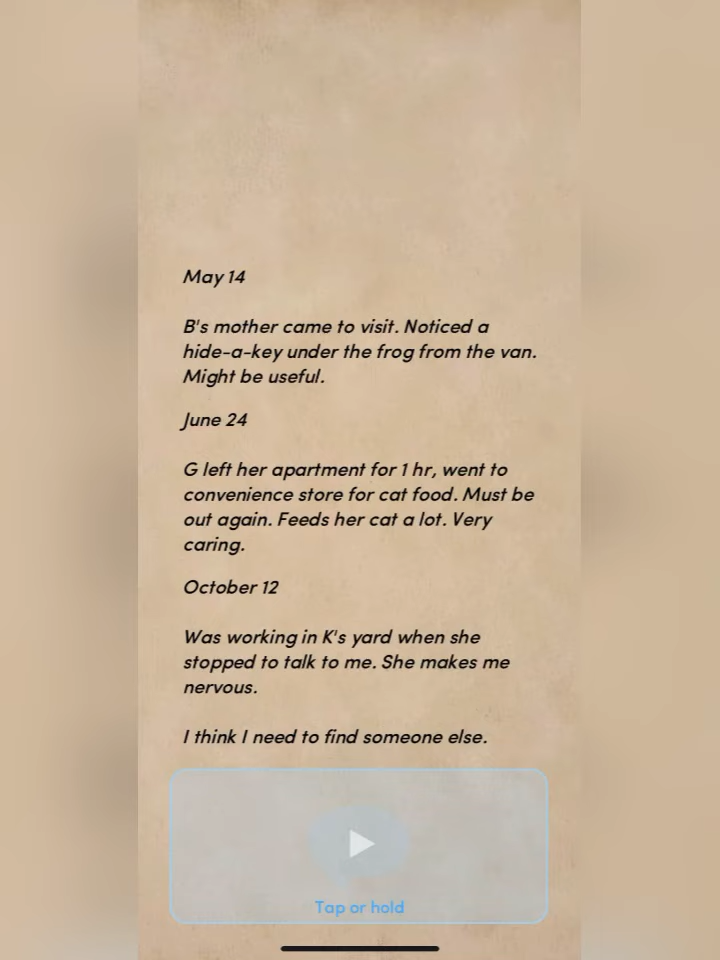 May 14
B's mother came to visit. Noticed a
hide-a-key under the frog from the van.
Might be useful.
June 24
G left her apartment for 1 hr, went to
convenience store for cat food. Must be
out again. Feeds her cat a lot. Very
caring.
October 12
Was working in K's yard when she
stopped to talk to me. She makes me
nervous.
I think I need to find someone else.
Tap or hold